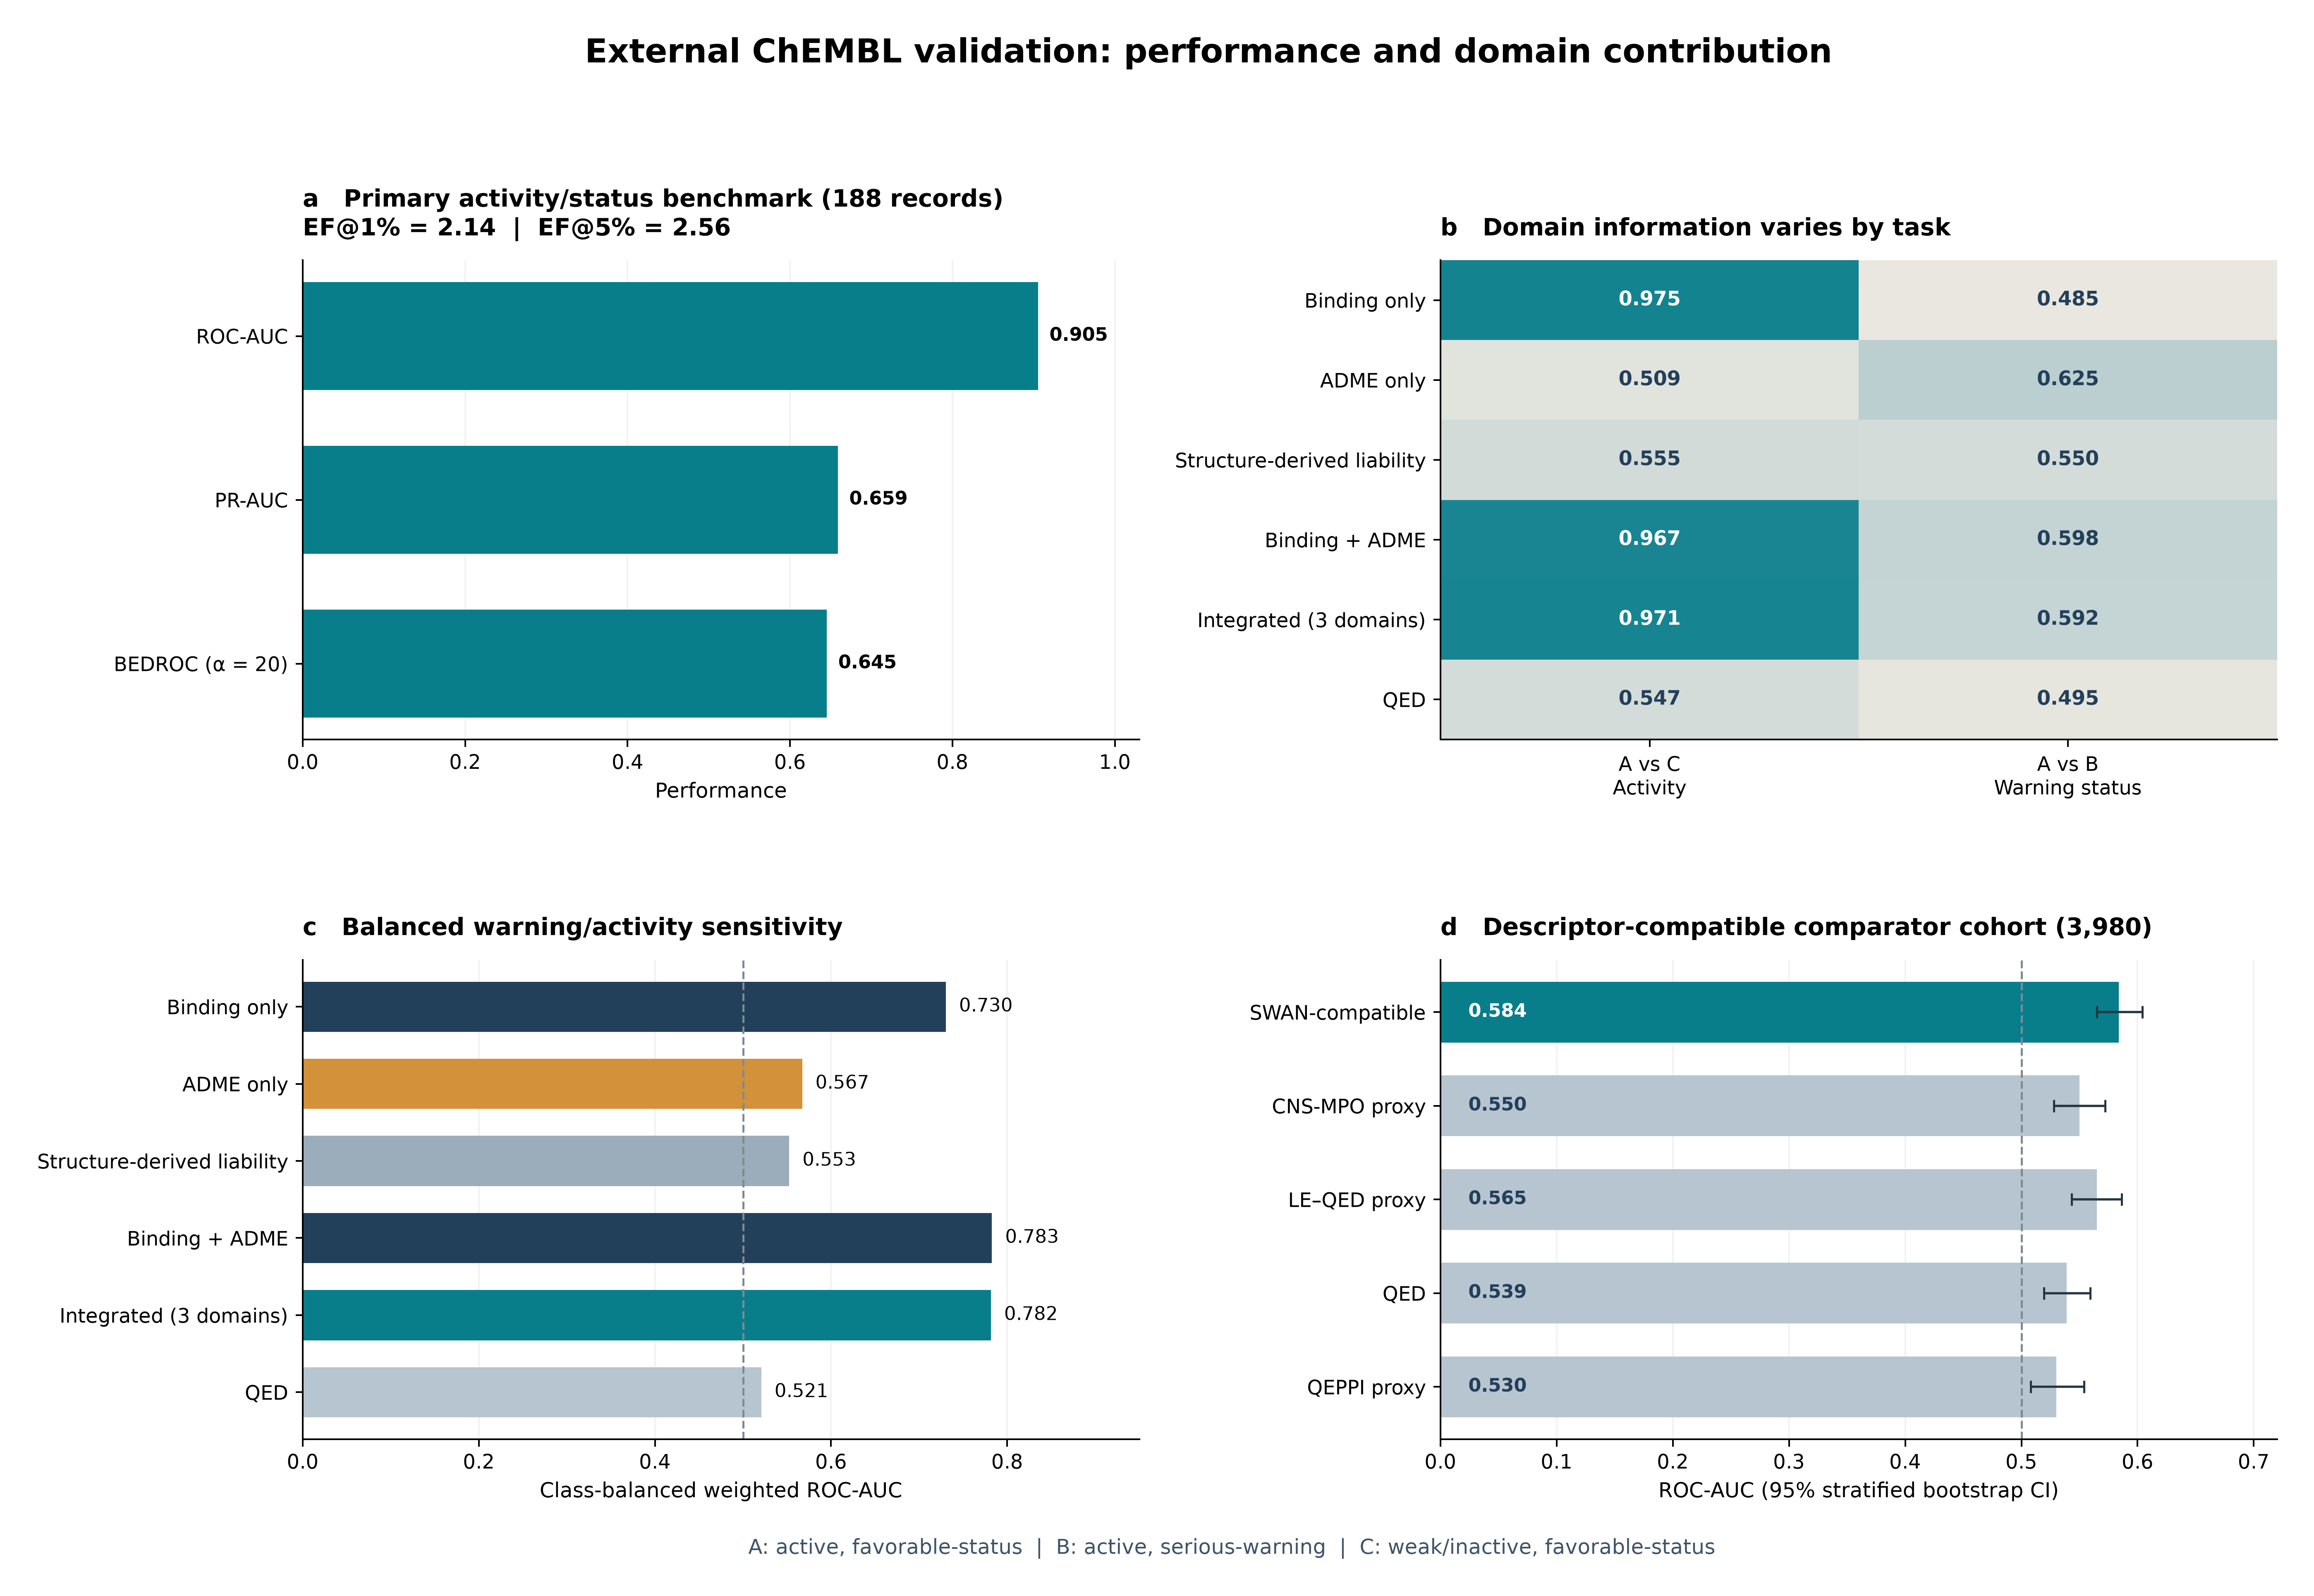 External ChEMBL validation: performance and domain contribution
a Primary activity/status benchmark (188 records)
EF@1% = 2.14 | EF@5% = 2.56
ROC-AUC
0.905
PR-AUC
0.659
BEDROC (α = 20)
0.645
0.0 0.2 0.4 0.6 0.8 1.0
Performance
b Domain information varies by task
Binding only 0.975 0.485
ADME only 0.509 0.625
Structure-derived liability 0.555 0.550
Binding + ADME 0.967 0.598
Integrated (3 domains) 0.971 0.592
QED 0.547 0.495
A vs C A vs B
Activity Warning status
c Balanced warning/activity sensitivity
Binding only 0.730
ADME only 0.567
Structure-derived liability 0.553
Binding + ADME 0.783
Integrated (3 domains) 0.782
QED 0.521
0.0 0.2 0.4 0.6 0.8
Class-balanced weighted ROC-AUC
d Descriptor-compatible comparator cohort (3,980)
SWAN-compatible 0.584
CNS-MPO proxy 0.550
LE–QED proxy 0.565
QED 0.539
QEPPI proxy 0.530
0.0 0.1 0.2 0.3 0.4 0.5 0.6 0.7
ROC-AUC (95% stratified bootstrap CI)
A: active, favorable-status | B: active, serious-warning | C: weak/inactive, favorable-status